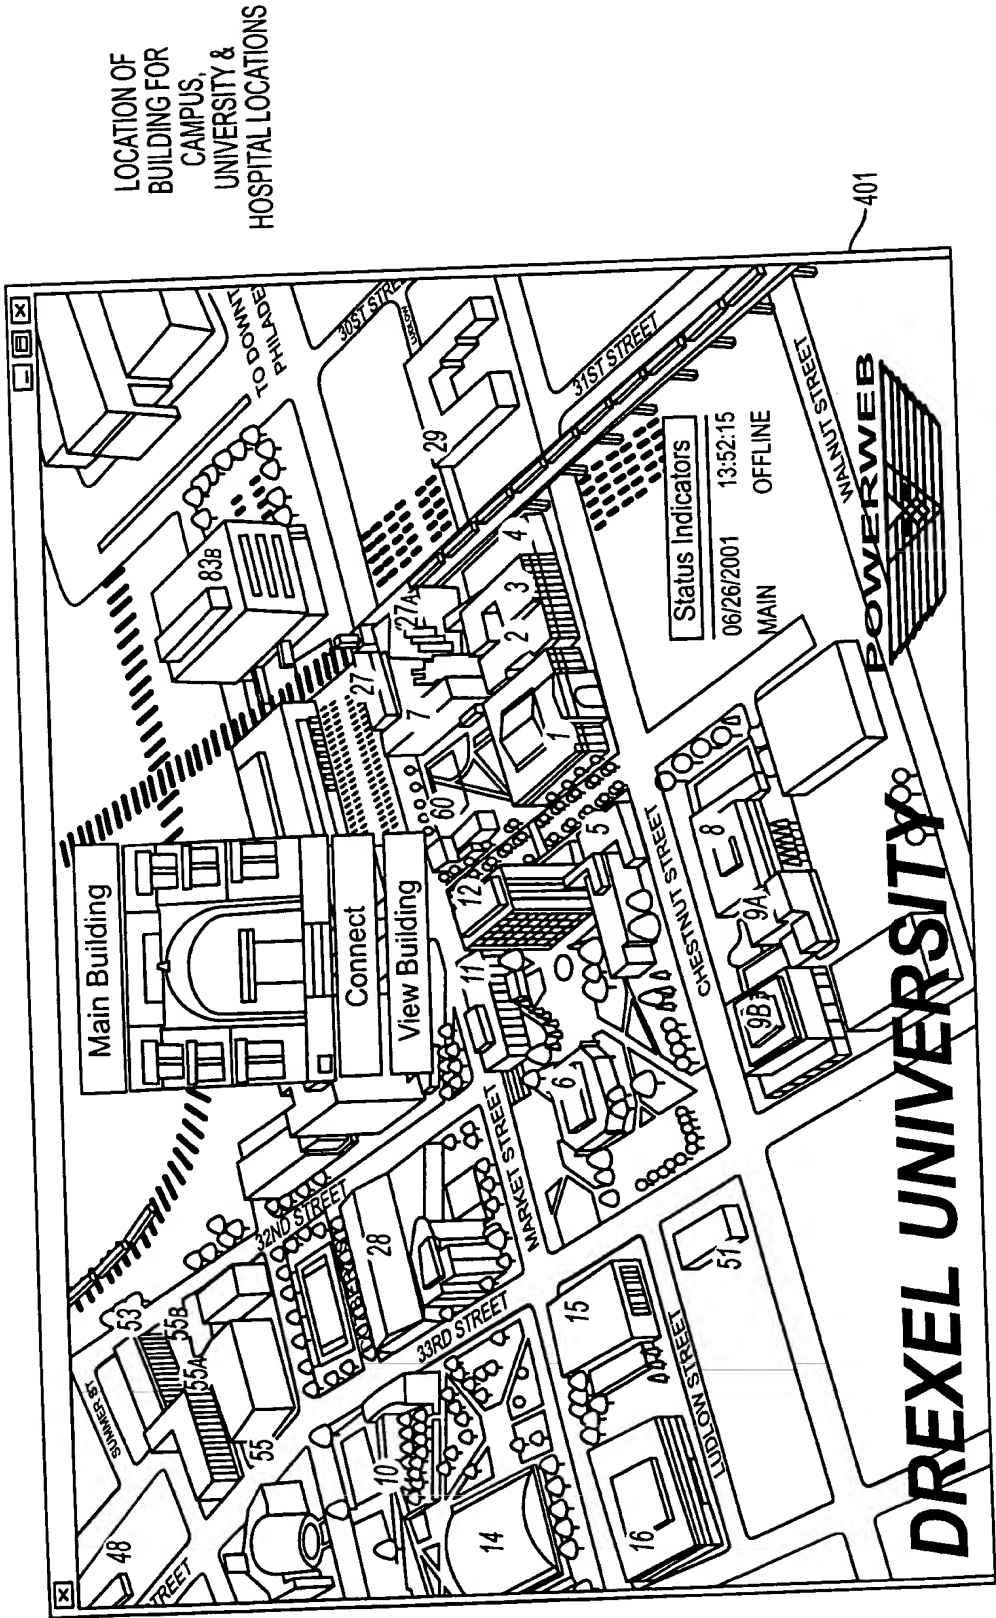 LOCATION OF
BUILDING FOR
CAMPUS,
UNIVERSITY &
HOSPITAL LOCATIONS
401
TO DOWNT
PHILADE
30ST STRE
LUDLOW
31ST STREET
WALNUT STREET
Main Building
Connect
View Building
83B
29
27A
27
4
3
2
1
7
60
5
12
11
6
8
9A
9B
CHESTNUT STREET
MARKET STREET
32ND STREET
33RD STREET
LUDLOW STREET
SUMMER ST
53
55B
55A
55
48
STREET
28
10
14
15
16
51
Status Indicators
06/26/2001 13:52:15
MAIN OFFLINE
POWERWEB
DREXEL UNIVERSITY